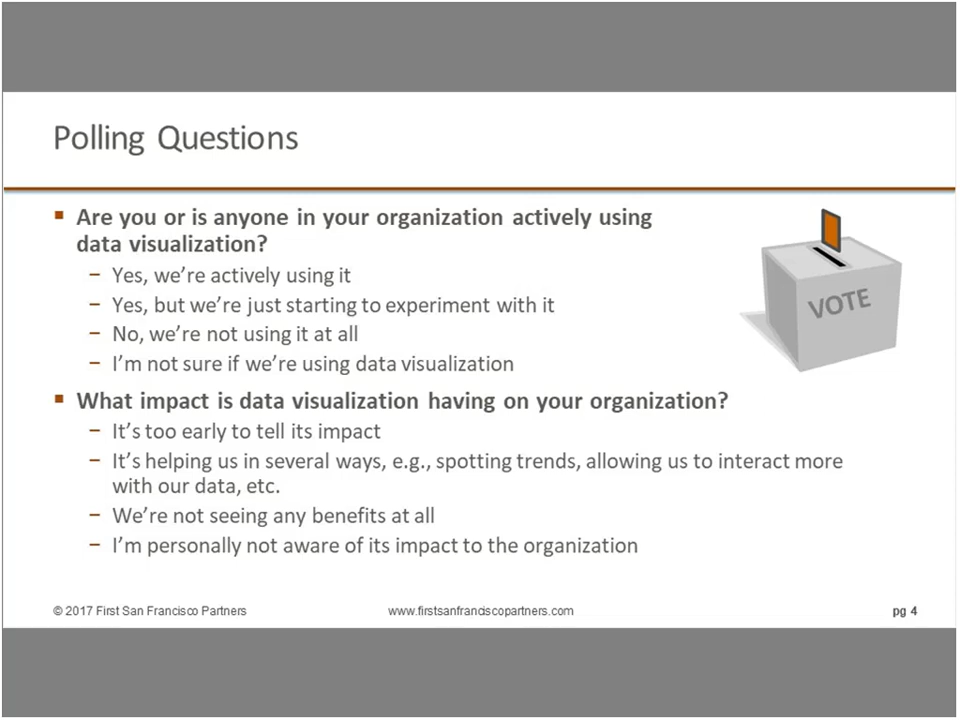 Polling Questions
▪ Are you or is anyone in your organization actively using
data visualization?
− Yes, we’re actively using it
− Yes, but we’re just starting to experiment with it
− No, we’re not using it at all
− I’m not sure if we’re using data visualization
VOTE
▪ What impact is data visualization having on your organization?
− It’s too early to tell its impact
− It’s helping us in several ways, e.g., spotting trends, allowing us to interact more
with our data, etc.
− We’re not seeing any benefits at all
− I’m personally not aware of its impact to the organization
© 2017 First San Francisco Partners www.firstsanfranciscopartners.com pg 4